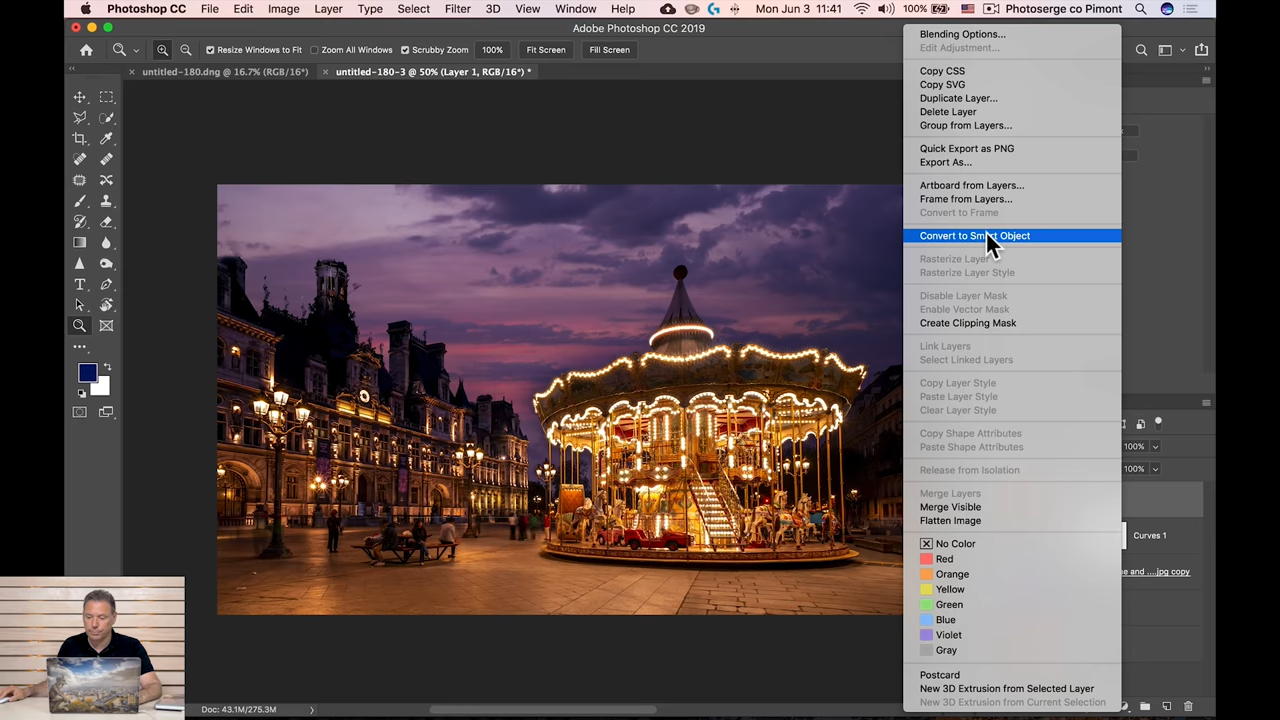 Photoshop CC File Edit Image Layer Type Select Filter 3D View Window Help Mon Jun 3 11:41 100% Photoserge co Pimont
Adobe Photoshop CC 2019
Resize Windows to Fit Zoom All Windows Scrubby Zoom 100% Fit Screen Fill Screen
untitled-180.dng @ 16.7% (RGB/16*) untitled-180-3 @ 50% (Layer 1, RGB/16*) *
Blending Options...
Edit Adjustment...
Copy CSS
Copy SVG
Duplicate Layer...
Delete Layer
Group from Layers...
Quick Export as PNG
Export As...
Artboard from Layers...
Frame from Layers...
Convert to Frame
Convert to Smart Object
Rasterize Layer
Rasterize Layer Style
Disable Layer Mask
Enable Vector Mask
Create Clipping Mask
Link Layers
Select Linked Layers
Copy Layer Style
Paste Layer Style
Clear Layer Style
Copy Shape Attributes
Paste Shape Attributes
Release from Isolation
Merge Layers
Merge Visible
Flatten Image
No Color
Red
Orange
Yellow
Green
Blue
Violet
Gray
Postcard
New 3D Extrusion from Selected Layer
New 3D Extrusion from Current Selection
100%
100%
Curves 1
ne and ....jpg copy
Doc: 43.1M/275.3M